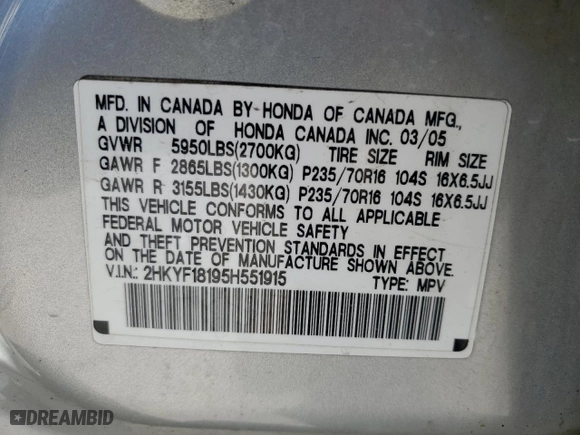 MFD. IN CANADA BY HONDA OF CANADA MFG.,
A DIVISION OF HONDA CANADA INC. 03/05
GVWR 5950LBS(2700KG) TIRE SIZE RIM SIZE
GAWR F 2865LBS(1300KG) P235/70R16 104S 16X6.5JJ
GAWR R 3155LBS(1430KG) P235/70R16 104S 16X6.5JJ
THIS VEHICLE CONFORMS TO ALL APPLICABLE
FEDERAL MOTOR VEHICLE SAFETY
AND THEFT PREVENTION STANDARDS IN EFFECT
ON THE DATE OF MANUFACTURE SHOWN ABOVE.
V.I.N.: 2HKYF18195H551915 TYPE: MPV
DREAMBID